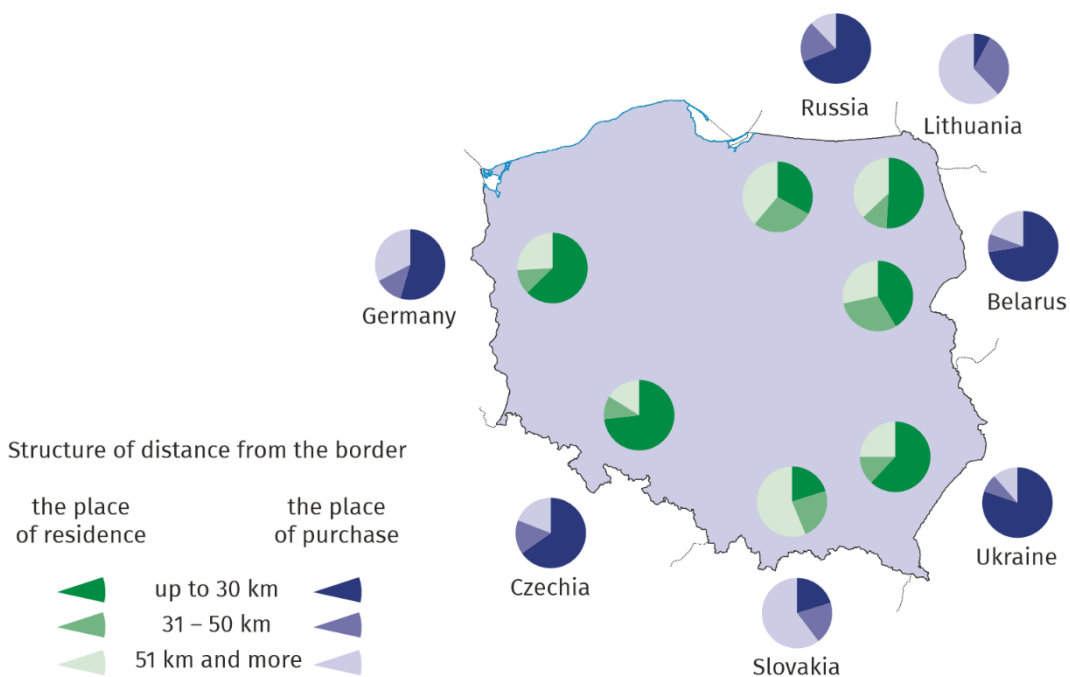 Russia
Lithuania
Germany
Belarus
Structure of distance from the border
the place
of residence
the place
of purchase
Czechia
Ukraine
up to 30 km
31 – 50 km
51 km and more
Slovakia